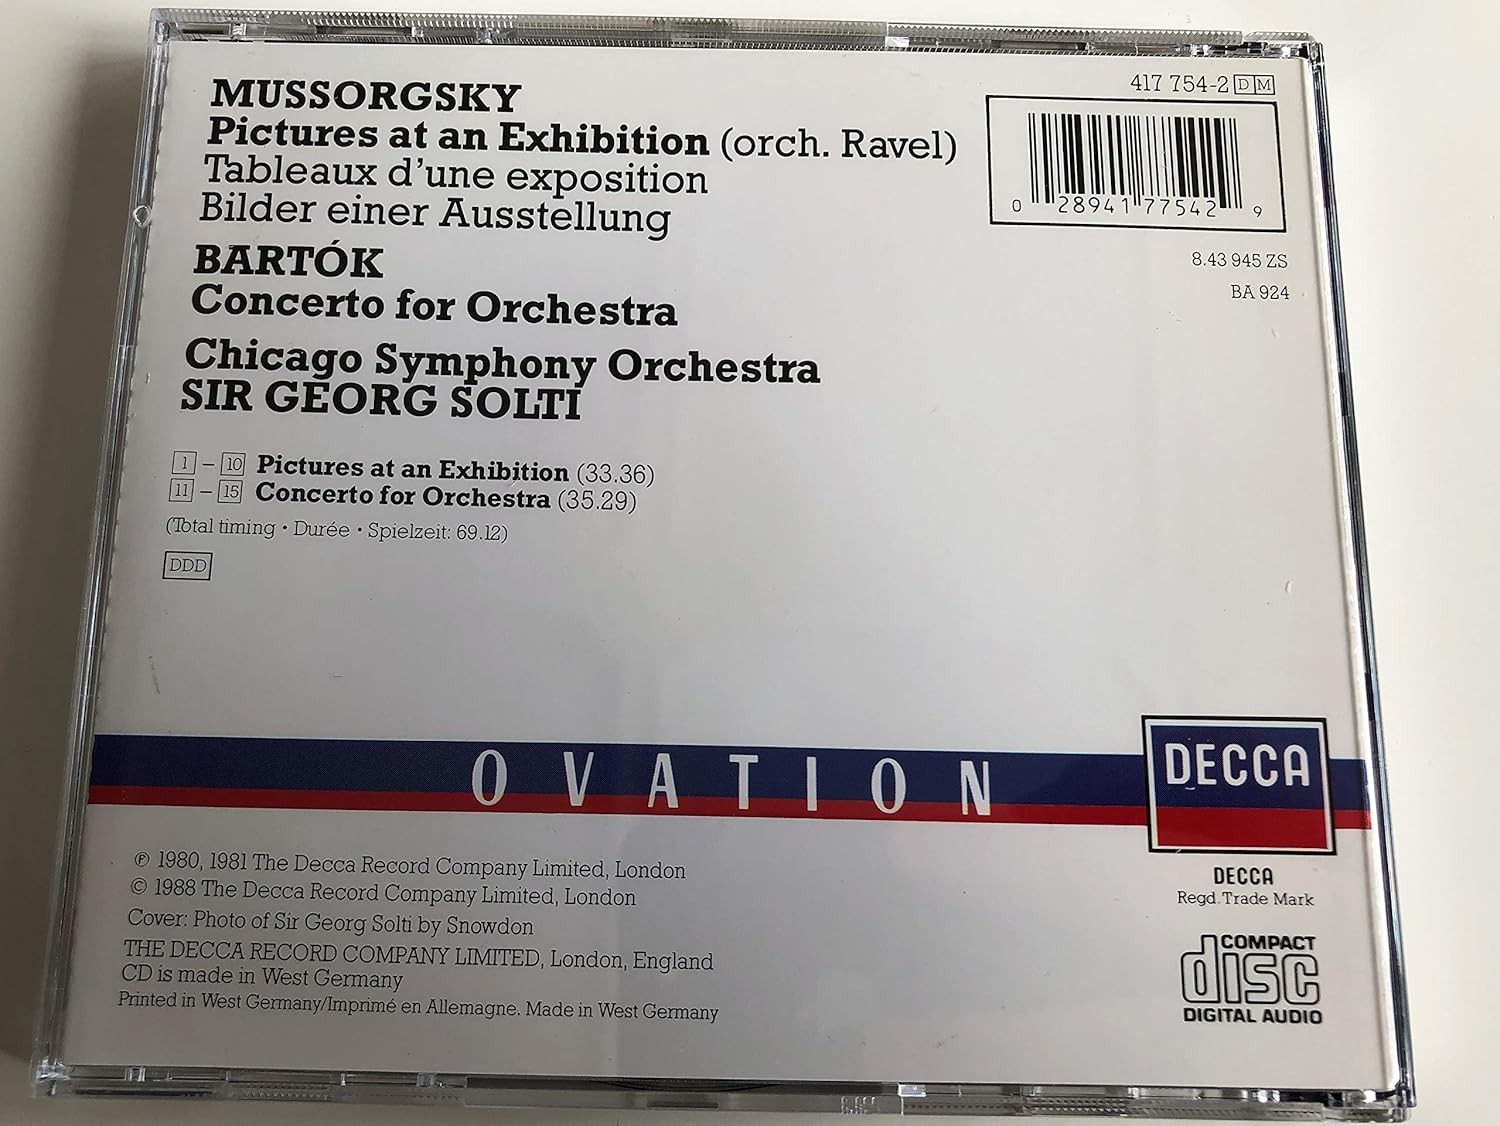 MUSSORGSKY
Pictures at an Exhibition (orch. Ravel)
Tableaux d'une exposition
Bilder einer Ausstellung
BARTÓK
Concerto for Orchestra
Chicago Symphony Orchestra
SIR GEORG SOLTI
417 754-2 DM
0 28941 77542 9
8.43 945 ZS
BA 924
1 – 10 Pictures at an Exhibition (33.36)
11 – 15 Concerto for Orchestra (35.29)
(Total timing • Durée • Spielzeit: 69.12)
DDD
OVATION
DECCA
DECCA
Regd. Trade Mark
℗ 1980, 1981 The Decca Record Company Limited, London
© 1988 The Decca Record Company Limited, London
Cover: Photo of Sir Georg Solti by Snowdon
THE DECCA RECORD COMPANY LIMITED, London, England
CD is made in West Germany
Printed in West Germany/Imprimé en Allemagne. Made in West Germany
COMPACT
disc
DIGITAL AUDIO